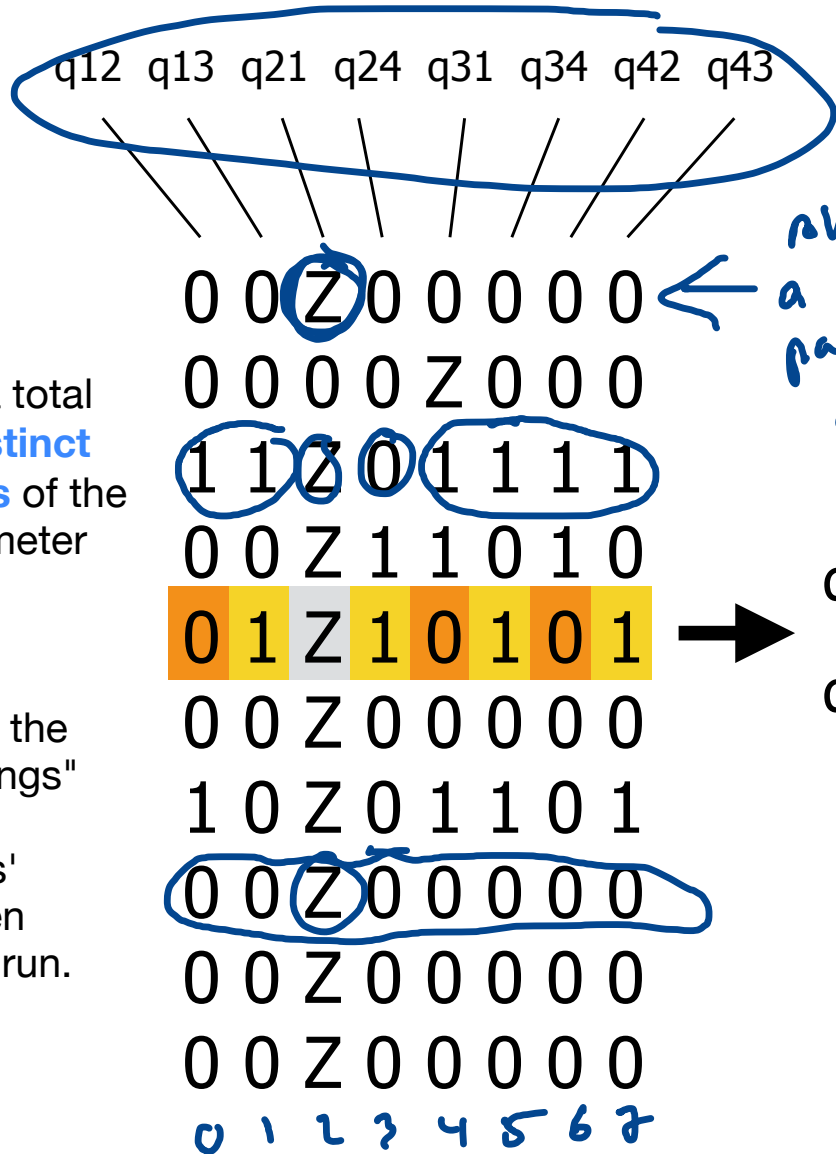 q12 q13 q21 q24 q31 q34 q42 q43
0 0 Z 0 0 0 0 0
a
0 0 0 0 Z 0 0 0
total
stinct
1 1 Z 0 1 1 1 1
s of the
meter
0 0 Z 1 1 0 1 0
0 1 Z 1 0 1 0 1
the
ngs"
0 0 Z 0 0 0 0 0
1 0 Z 0 1 1 0 1
s'
en
run.
0 0 Z 0 0 0 0 0
0 0 Z 0 0 0 0 0
0 0 Z 0 0 0 0 0
0 1 2 3 4 5 6 7